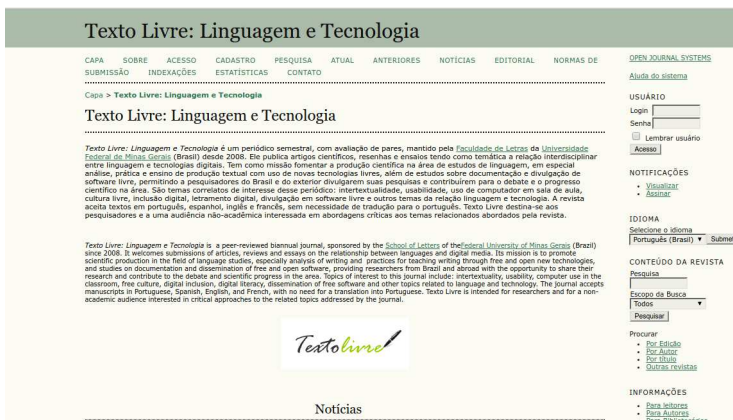 Texto Livre: Linguagem e Tecnologia
CAPA SOBRE ACESSO CADASTRO PESQUISA ATUAL ANTERIORES NOTÍCIAS EDITORIAL NORMAS DE
SUBMISSÃO INDEXAÇÕES ESTATÍSTICAS CONTATO
Capa > Texto Livre: Linguagem e Tecnologia
Texto Livre: Linguagem e Tecnologia
Texto Livre: Linguagem e Tecnologia é um periódico semestral, com avaliação de pares, mantido pela Faculdade de Letras da Universidade
Federal de Minas Gerais (Brasil) desde 2008. Ele publica artigos científicos, resenhas e ensaios tendo como temática a relação interdisciplinar
entre linguagem e tecnologias digitais. Tem como missão fomentar a produção científica na área de estudos de linguagem, em especial
análise, prática e ensino de produção textual com uso de novas tecnologias livres, além de estudos sobre documentação e divulgação de
software livre, permitindo a pesquisadores do Brasil e do exterior divulgarem suas pesquisas e contribuírem para o debate e o progresso
científico na área. São temas correlatos de interesse desse periódico: intertextualidade, usabilidade, uso de computador em sala de aula,
cultura livre, inclusão digital, letramento digital, divulgação em software livre e outros temas da relação linguagem e tecnologia. A revista
aceita textos em português, espanhol, inglês e francês, sem necessidade de tradução para o português. Texto Livre destina-se aos
pesquisadores e a uma audiência não-acadêmica interessada em abordagens críticas aos temas relacionados abordados pela revista.
Texto Livre: Linguagem e Tecnologia is a peer-reviewed biannual journal, sponsored by the School of Letters of theFederal University of Minas Gerais (Brazil)
since 2008. It welcomes submissions of articles, reviews and essays on the relationship between languages and digital media. Its mission is to promote
scientific production in the field of language studies, especially analysis of writing and practices for teaching writing through free and open new technologies,
and studies on documentation and dissemination of free and open software, providing researchers from Brazil and abroad with the opportunity to share their
research and contribute to the debate and scientific progress in the area. Topics of interest to this journal include: intertextuality, usability, computer use in the
classroom, free culture, digital inclusion, digital literacy, dissemination of free software and other topics related to language and technology. The journal accepts
manuscripts in Portuguese, Spanish, English, and French, with no need for a translation into Portuguese. Texto Livre is intended for researchers and for a non-
academic audience interested in critical approaches to the related topics addressed by the journal.
Textolivre
Notícias
OPEN JOURNAL SYSTEMS
Ajuda do sistema
USUÁRIO
Login
Senha
Lembrar usuário
Acesso
NOTIFICAÇÕES
Visualizar
Assinar
IDIOMA
Selecione o idioma
Português (Brasil) Submet
CONTEÚDO DA REVISTA
Pesquisa
Escopo da Busca
Todos
Pesquisar
Procurar
Por Edição
Por Autor
Por título
Outras revistas
INFORMAÇÕES
Para leitores
Para Autores